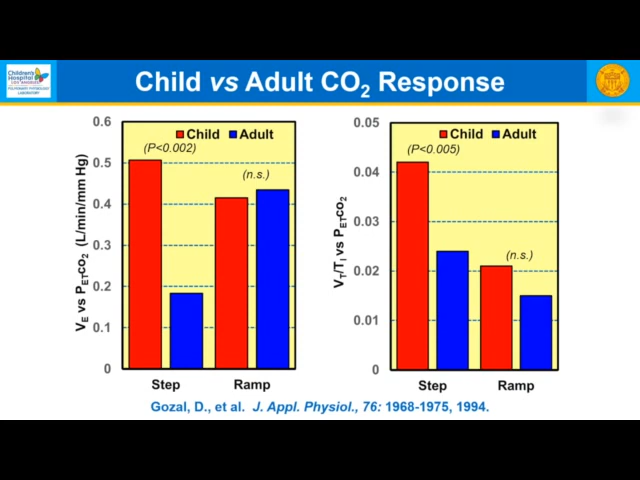 Children's
Hospital
LOS ANGELES
PULMONARY PHYSIOLOGY
LABORATORY
Child vs Adult CO2 Response
VE vs PETCO2 (L/min/mm Hg)
0.6
0.5
0.4
0.3
0.2
0.1
0
Child Adult
(P<0.002)
(n.s.)
Step Ramp
VT/TI vs PETCO2
0.05
0.04
0.03
0.02
0.01
0
Child Adult
(P<0.005)
(n.s.)
Step Ramp
Gozal, D., et al. J. Appl. Physiol., 76: 1968-1975, 1994.